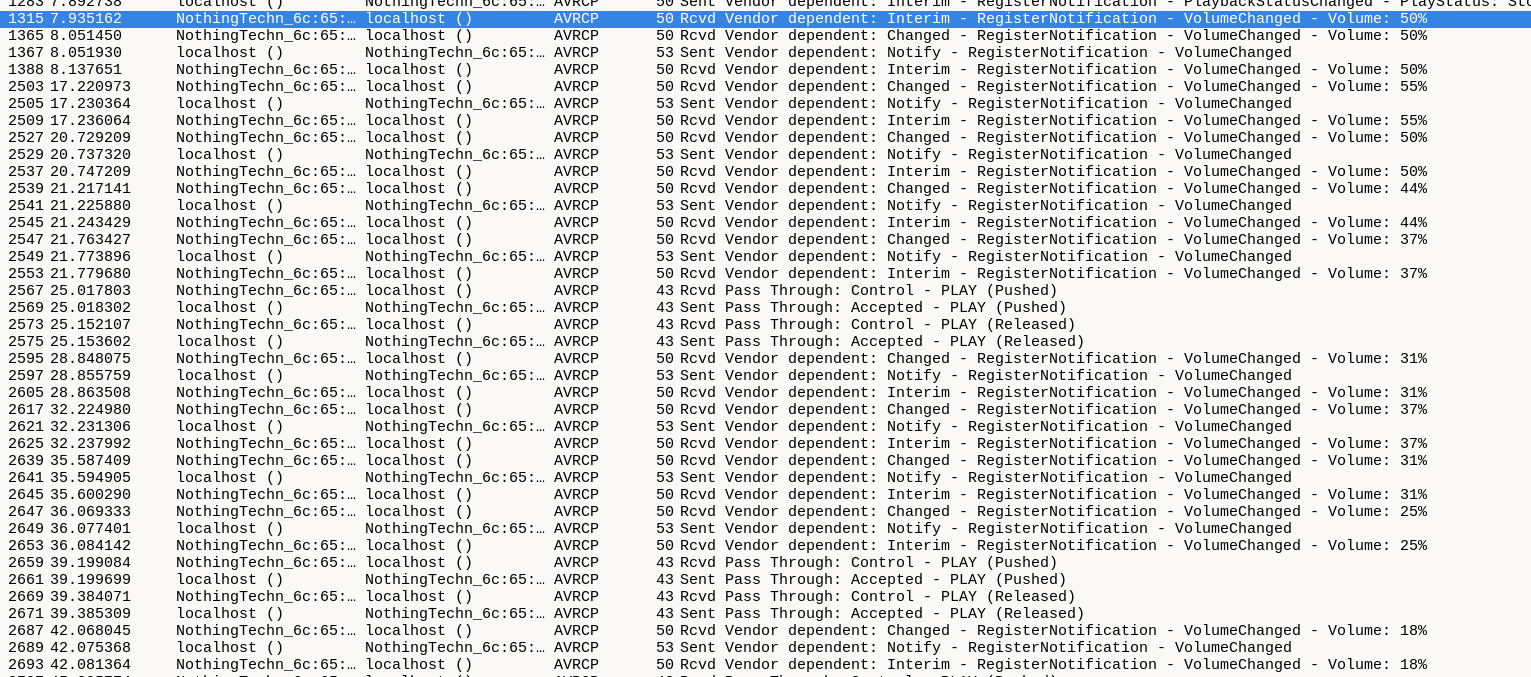 1283 7.892738 localhost () NothingTechn_6c:65:… AVRCP 50 Sent Vendor dependent: Interim - RegisterNotification - PlaybackStatusChanged - PlayStatus: Sto
1315 7.935162 NothingTechn_6c:65:… localhost () AVRCP 50 Rcvd Vendor dependent: Interim - RegisterNotification - VolumeChanged - Volume: 50%
1365 8.051450 NothingTechn_6c:65:… localhost () AVRCP 50 Rcvd Vendor dependent: Changed - RegisterNotification - VolumeChanged - Volume: 50%
1367 8.051930 localhost () NothingTechn_6c:65:… AVRCP 53 Sent Vendor dependent: Notify - RegisterNotification - VolumeChanged
1388 8.137651 NothingTechn_6c:65:… localhost () AVRCP 50 Rcvd Vendor dependent: Interim - RegisterNotification - VolumeChanged - Volume: 50%
2503 17.220973 NothingTechn_6c:65:… localhost () AVRCP 50 Rcvd Vendor dependent: Changed - RegisterNotification - VolumeChanged - Volume: 55%
2505 17.230364 localhost () NothingTechn_6c:65:… AVRCP 53 Sent Vendor dependent: Notify - RegisterNotification - VolumeChanged
2509 17.236064 NothingTechn_6c:65:… localhost () AVRCP 50 Rcvd Vendor dependent: Interim - RegisterNotification - VolumeChanged - Volume: 55%
2527 20.729209 NothingTechn_6c:65:… localhost () AVRCP 50 Rcvd Vendor dependent: Changed - RegisterNotification - VolumeChanged - Volume: 50%
2529 20.737320 localhost () NothingTechn_6c:65:… AVRCP 53 Sent Vendor dependent: Notify - RegisterNotification - VolumeChanged
2537 20.747209 NothingTechn_6c:65:… localhost () AVRCP 50 Rcvd Vendor dependent: Interim - RegisterNotification - VolumeChanged - Volume: 50%
2539 21.217141 NothingTechn_6c:65:… localhost () AVRCP 50 Rcvd Vendor dependent: Changed - RegisterNotification - VolumeChanged - Volume: 44%
2541 21.225880 localhost () NothingTechn_6c:65:… AVRCP 53 Sent Vendor dependent: Notify - RegisterNotification - VolumeChanged
2545 21.243429 NothingTechn_6c:65:… localhost () AVRCP 50 Rcvd Vendor dependent: Interim - RegisterNotification - VolumeChanged - Volume: 44%
2547 21.763427 NothingTechn_6c:65:… localhost () AVRCP 50 Rcvd Vendor dependent: Changed - RegisterNotification - VolumeChanged - Volume: 37%
2549 21.773896 localhost () NothingTechn_6c:65:… AVRCP 53 Sent Vendor dependent: Notify - RegisterNotification - VolumeChanged
2553 21.779680 NothingTechn_6c:65:… localhost () AVRCP 50 Rcvd Vendor dependent: Interim - RegisterNotification - VolumeChanged - Volume: 37%
2567 25.017803 NothingTechn_6c:65:… localhost () AVRCP 43 Rcvd Pass Through: Control - PLAY (Pushed)
2569 25.018302 localhost () NothingTechn_6c:65:… AVRCP 43 Sent Pass Through: Accepted - PLAY (Pushed)
2573 25.152107 NothingTechn_6c:65:… localhost () AVRCP 43 Rcvd Pass Through: Control - PLAY (Released)
2575 25.153602 localhost () NothingTechn_6c:65:… AVRCP 43 Sent Pass Through: Accepted - PLAY (Released)
2595 28.848075 NothingTechn_6c:65:… localhost () AVRCP 50 Rcvd Vendor dependent: Changed - RegisterNotification - VolumeChanged - Volume: 31%
2597 28.855759 localhost () NothingTechn_6c:65:… AVRCP 53 Sent Vendor dependent: Notify - RegisterNotification - VolumeChanged
2605 28.863508 NothingTechn_6c:65:… localhost () AVRCP 50 Rcvd Vendor dependent: Interim - RegisterNotification - VolumeChanged - Volume: 31%
2617 32.224980 NothingTechn_6c:65:… localhost () AVRCP 50 Rcvd Vendor dependent: Changed - RegisterNotification - VolumeChanged - Volume: 37%
2621 32.231306 localhost () NothingTechn_6c:65:… AVRCP 53 Sent Vendor dependent: Notify - RegisterNotification - VolumeChanged
2625 32.237992 NothingTechn_6c:65:… localhost () AVRCP 50 Rcvd Vendor dependent: Interim - RegisterNotification - VolumeChanged - Volume: 37%
2639 35.587409 NothingTechn_6c:65:… localhost () AVRCP 50 Rcvd Vendor dependent: Changed - RegisterNotification - VolumeChanged - Volume: 31%
2641 35.594905 localhost () NothingTechn_6c:65:… AVRCP 53 Sent Vendor dependent: Notify - RegisterNotification - VolumeChanged
2645 35.600290 NothingTechn_6c:65:… localhost () AVRCP 50 Rcvd Vendor dependent: Interim - RegisterNotification - VolumeChanged - Volume: 31%
2647 36.069333 NothingTechn_6c:65:… localhost () AVRCP 50 Rcvd Vendor dependent: Changed - RegisterNotification - VolumeChanged - Volume: 25%
2649 36.077401 localhost () NothingTechn_6c:65:… AVRCP 53 Sent Vendor dependent: Notify - RegisterNotification - VolumeChanged
2653 36.084142 NothingTechn_6c:65:… localhost () AVRCP 50 Rcvd Vendor dependent: Interim - RegisterNotification - VolumeChanged - Volume: 25%
2659 39.199084 NothingTechn_6c:65:… localhost () AVRCP 43 Rcvd Pass Through: Control - PLAY (Pushed)
2661 39.199699 localhost () NothingTechn_6c:65:… AVRCP 43 Sent Pass Through: Accepted - PLAY (Pushed)
2669 39.384071 NothingTechn_6c:65:… localhost () AVRCP 43 Rcvd Pass Through: Control - PLAY (Released)
2671 39.385309 localhost () NothingTechn_6c:65:… AVRCP 43 Sent Pass Through: Accepted - PLAY (Released)
2687 42.068045 NothingTechn_6c:65:… localhost () AVRCP 50 Rcvd Vendor dependent: Changed - RegisterNotification - VolumeChanged - Volume: 18%
2689 42.075368 localhost () NothingTechn_6c:65:… AVRCP 53 Sent Vendor dependent: Notify - RegisterNotification - VolumeChanged
2693 42.081364 NothingTechn_6c:65:… localhost () AVRCP 50 Rcvd Vendor dependent: Interim - RegisterNotification - VolumeChanged - Volume: 18%